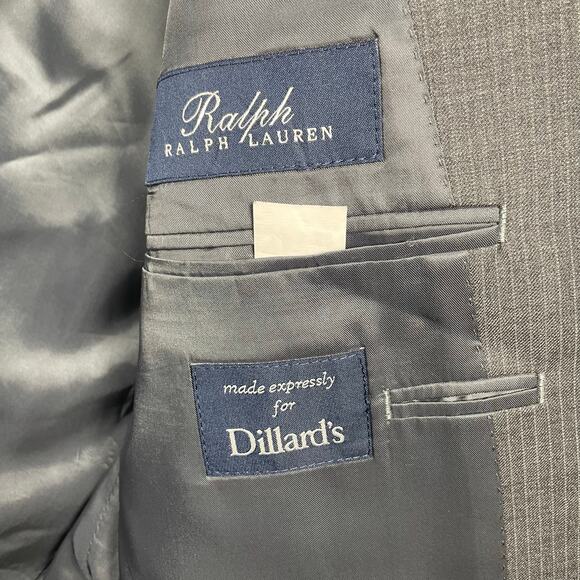 Ralph
RALPH LAUREN
made expressly
for
Dillard's